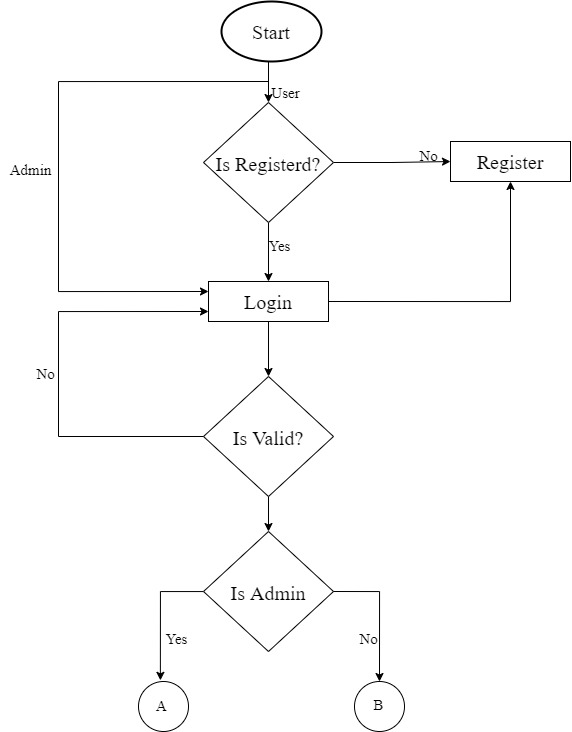 Start
User
Admin
Is Registerd?
No
Register
Yes
Login
No
Is Valid?
Is Admin
Yes
No
A
B